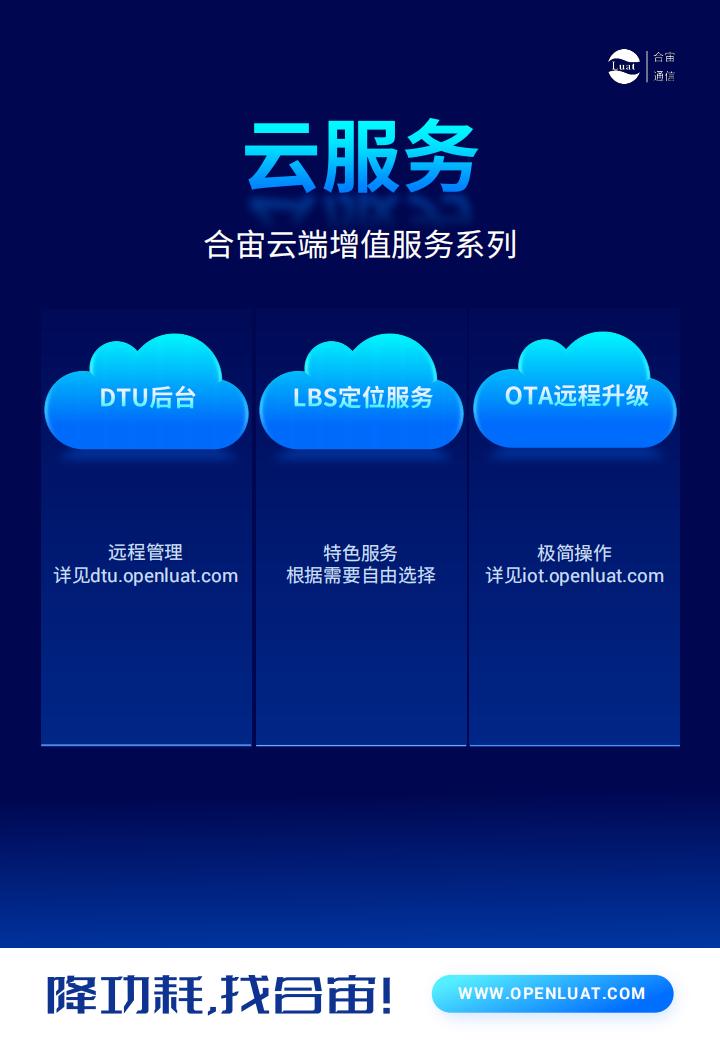 Luat
合宙
通信
云服务
合宙云端增值服务系列
DTU后台
LBS定位服务
OTA远程升级
远程管理
详见dtu.openluat.com
特色服务
根据需要自由选择
极简操作
详见iot.openluat.com
降功耗,找合宙!
WWW.OPENLUAT.COM